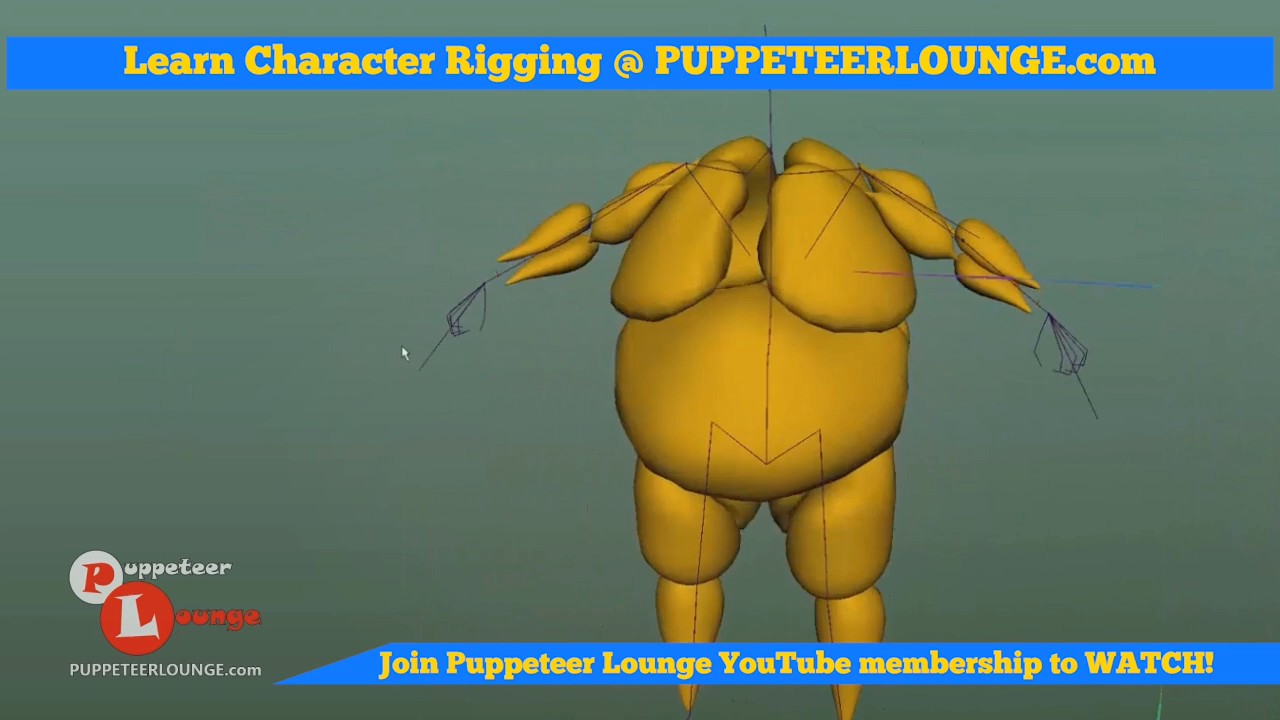 Learn Character Rigging @ PUPPETEERLOUNGE.com
Puppeteer
Lounge
PUPPETEERLOUNGE.com
Join Puppeteer Lounge YouTube membership to WATCH!